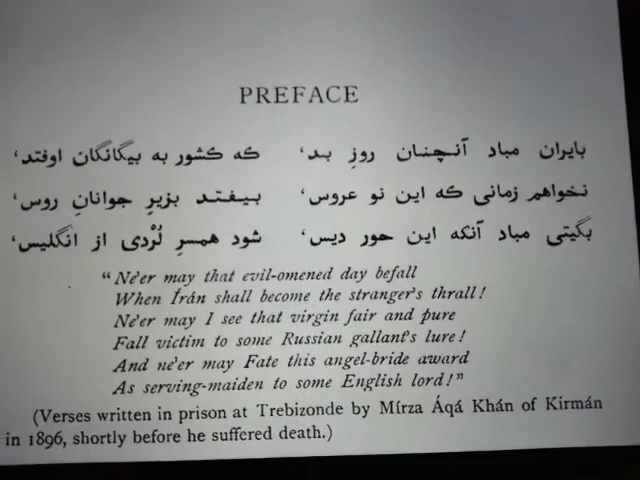 PREFACE
بایران مباد آنچنان روزِ بد، که کشور به بیگانگان اوفتد،
نخواهم زمانی که این نو عروس، بیفتد بزیرِ جوانانِ روس،
بگیتی مباد آنکه این حور دیس، شود همسرِ لُرْدی از انگلیس،
“Ne’er may that evil-omened day befall
When Írán shall become the stranger’s thrall!
Ne’er may I see that virgin fair and pure
Fall victim to some Russian gallant’s lure!
And ne’er may Fate this angel-bride award
As serving-maiden to some English lord!”
(Verses written in prison at Trebizonde by Mírza Áqá Khán of Kirmán
in 1896, shortly before he suffered death.)